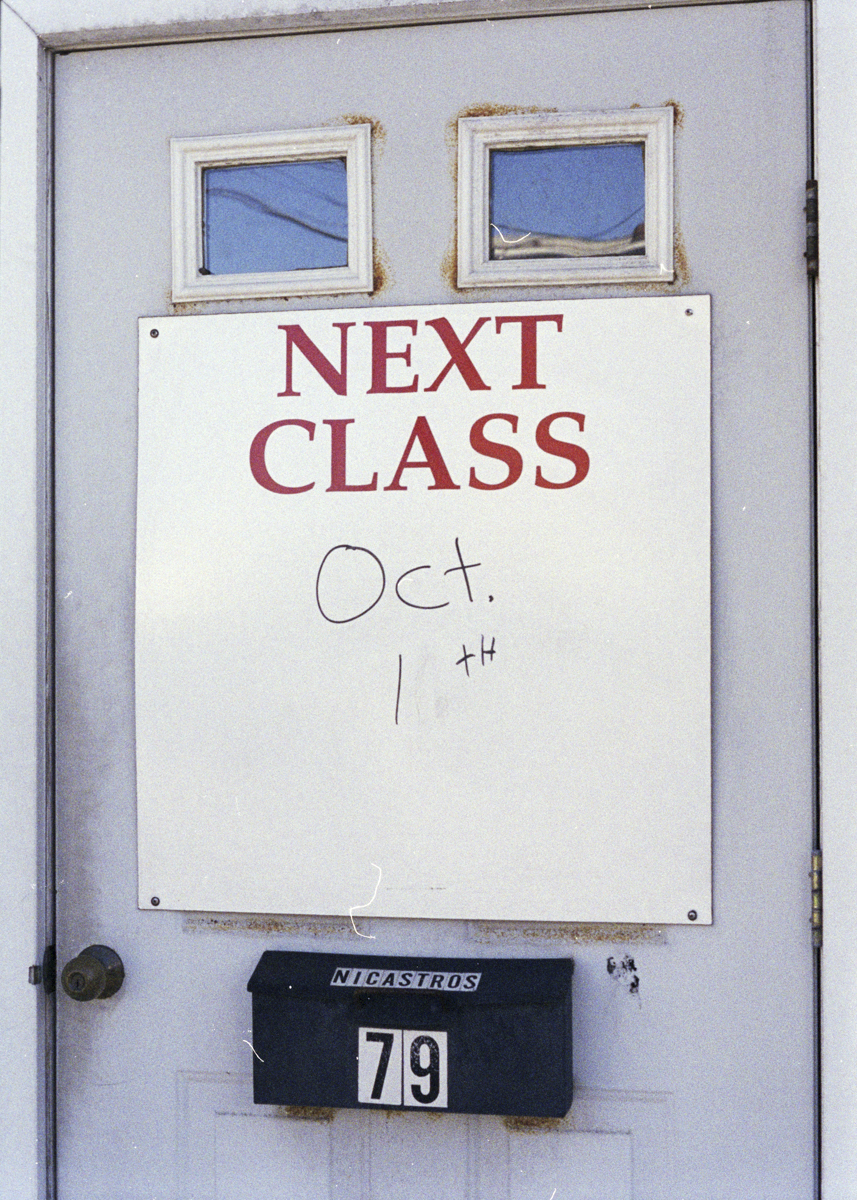 NEXT
CLASS
Oct.
1 TH
NICASTROS
79